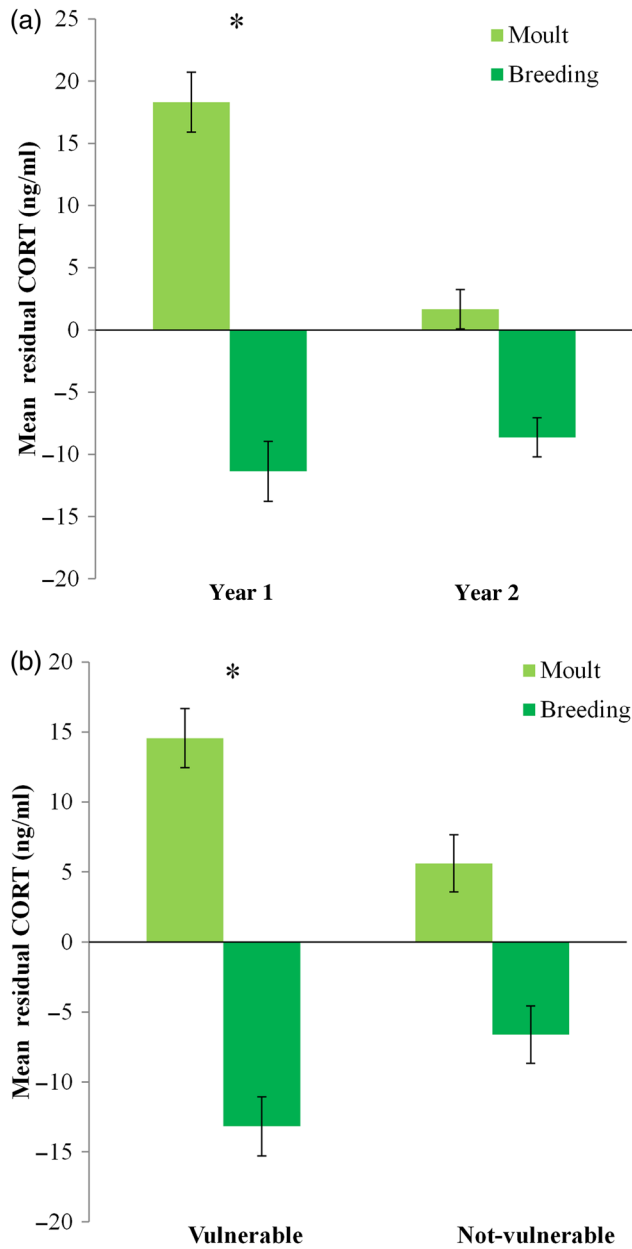 (a)
*
Moult
Breeding
Mean residual CORT (ng/ml)
25
20
15
10
5
0
−5
−10
−15
−20
Year 1 Year 2
(b)
*
Moult
Breeding
Mean residual CORT (ng/ml)
20
15
10
5
0
−5
−10
−15
−20
Vulnerable Not-vulnerable